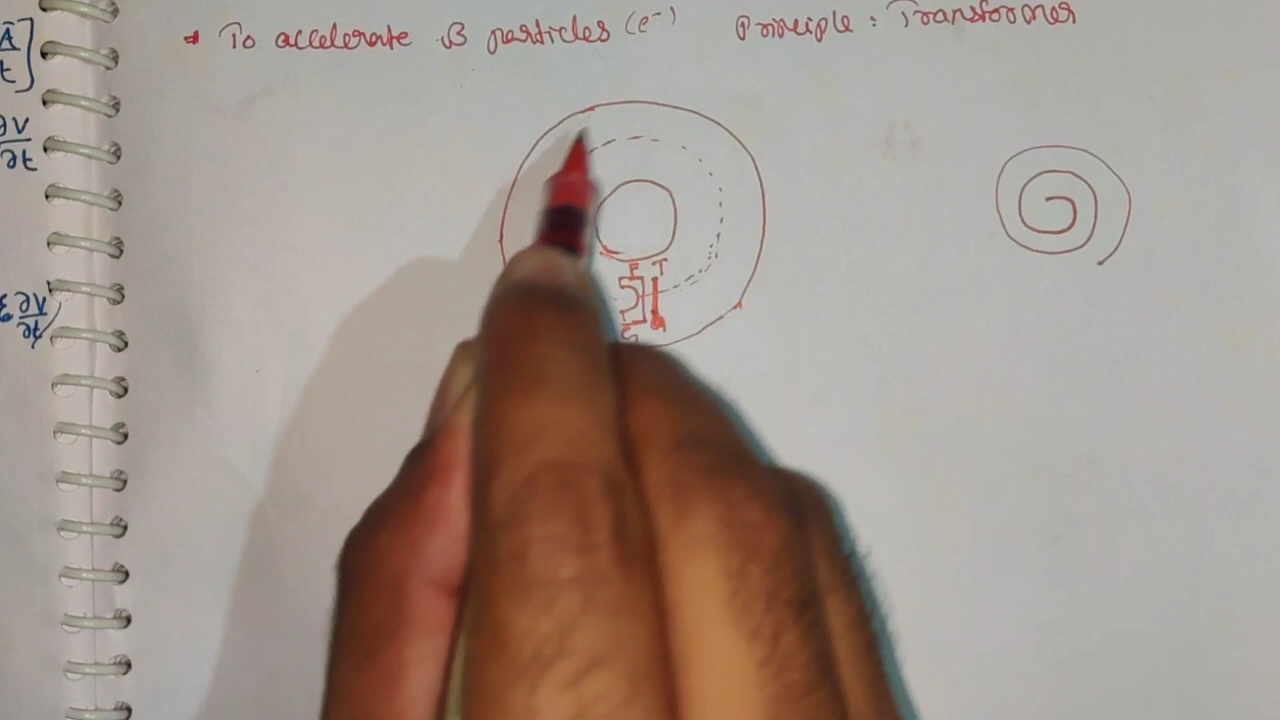 → To accelerate β particles (e⁻) Principle : Transformer
F T
G
A
t
∂V
∂t